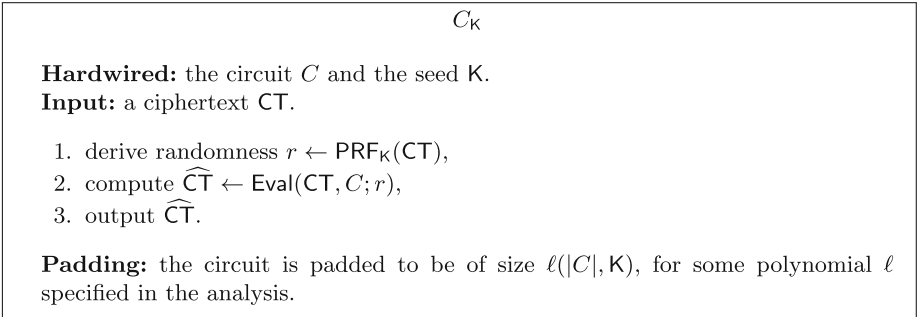 C_K
Hardwired: the circuit C and the seed K.
Input: a ciphertext CT.
1. derive randomness r ← PRF_K(CT),
2. compute \widehat{CT} ← Eval(CT, C; r),
3. output \widehat{CT}.
Padding: the circuit is padded to be of size ℓ(|C|, K), for some polynomial ℓ
specified in the analysis.